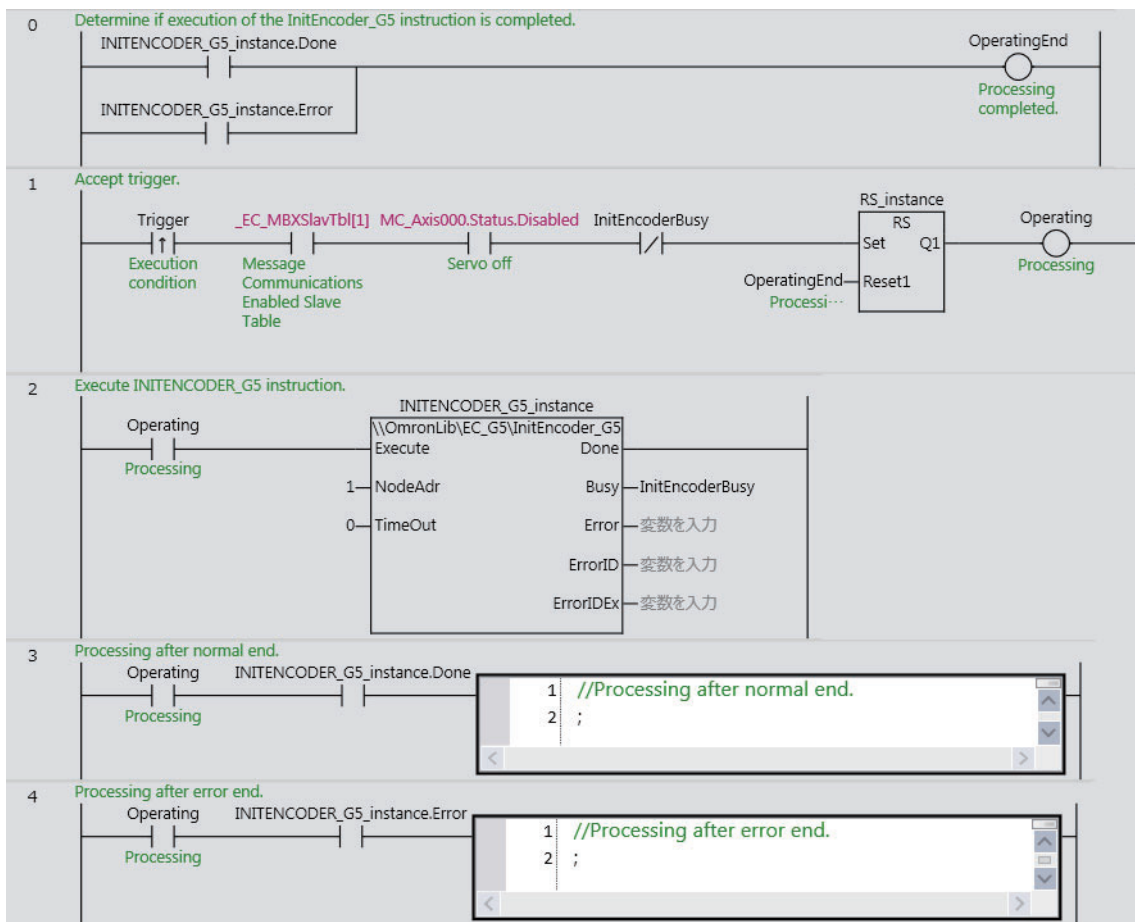 0
Determine if execution of the InitEncoder_G5 instruction is completed.
INITENCODER_G5_instance.Done
OperatingEnd
Processing
completed.
INITENCODER_G5_instance.Error
1
Accept trigger.
RS_instance
Trigger
_EC_MBXSlavTbl[1]
MC_Axis000.Status.Disabled
InitEncoderBusy
RS
Operating
Set
Q1
Execution
condition
Message
Communications
Enabled Slave
Table
Servo off
Processing
OperatingEnd
Reset1
Processi…
2
Execute INITENCODER_G5 instruction.
INITENCODER_G5_instance
Operating
\\OmronLib\EC_G5\InitEncoder_G5
Execute
Done
Processing
1
NodeAdr
Busy
InitEncoderBusy
0
TimeOut
Error
変数を入力
ErrorID
変数を入力
ErrorIDEx
変数を入力
3
Processing after normal end.
Operating
INITENCODER_G5_instance.Done
Processing
1
//Processing after normal end.
2
;
4
Processing after error end.
Operating
INITENCODER_G5_instance.Error
Processing
1
//Processing after error end.
2
;